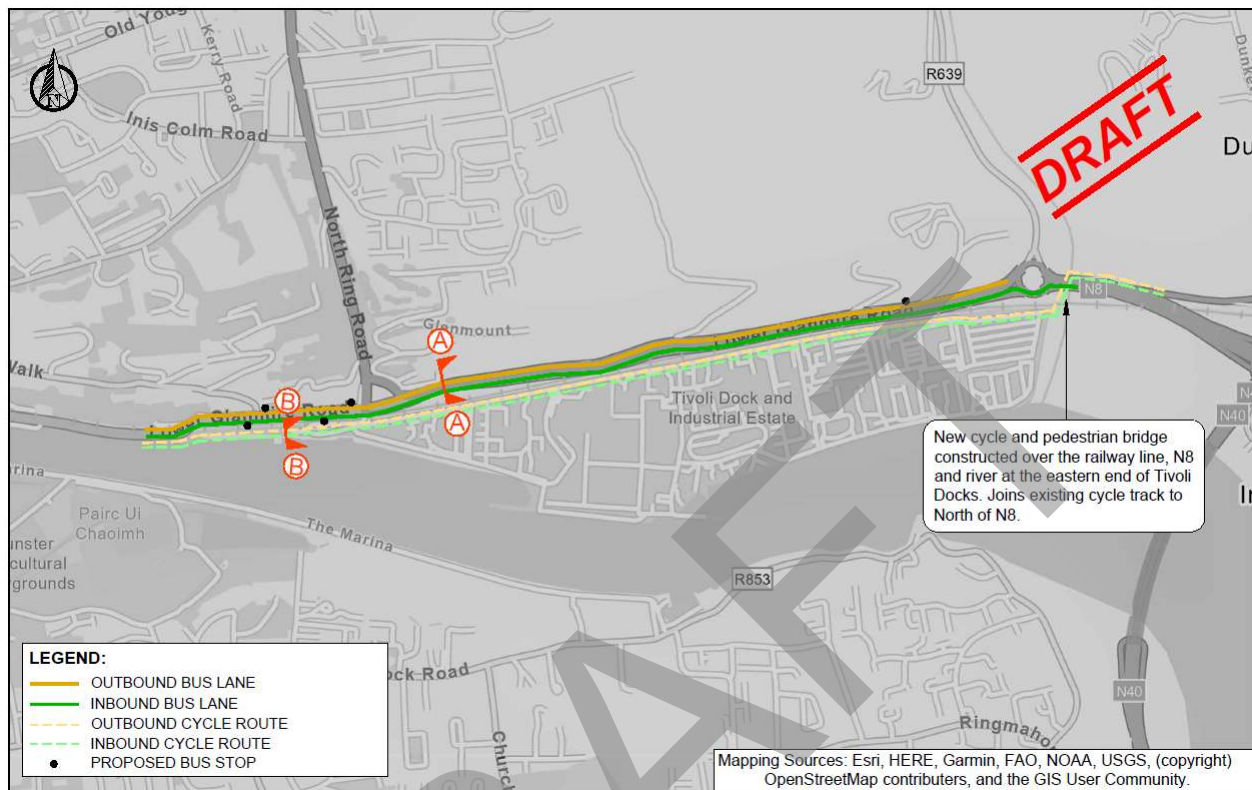 Old Youg
Kerry Road
Inis Colm Road
North Ring Road
R639
DRAFT
Du
Glenmount
N8
Walk
Lower Glanmire Road
A
A
B
B
Tivoli Dock and
Industrial Estate
N40
New cycle and pedestrian bridge
constructed over the railway line, N8
and river at the eastern end of Tivoli
Docks. Joins existing cycle track to
North of N8.
arina
Pairc Ui
Chaoimh
The Marina
unster
cultural
grounds
R853
N40
LEGEND:
OUTBOUND BUS LANE
INBOUND BUS LANE
OUTBOUND CYCLE ROUTE
INBOUND CYCLE ROUTE
PROPOSED BUS STOP
ock Road
Church
Ringmaho
N
Mapping Sources: Esri, HERE, Garmin, FAO, NOAA, USGS, (copyright)
OpenStreetMap contributers, and the GIS User Community.